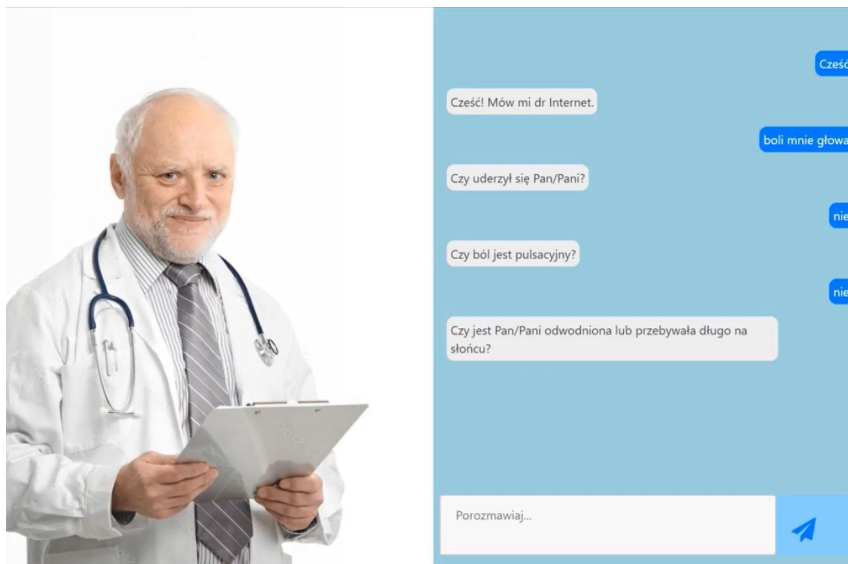 Cześć
Cześć! Mów mi dr Internet.
boli mnie głowa
Czy uderzył się Pan/Pani?
nie
Czy ból jest pulsacyjny?
nie
Czy jest Pan/Pani odwodniona lub przebywała długo na
słońcu?
Porozmawiaj...